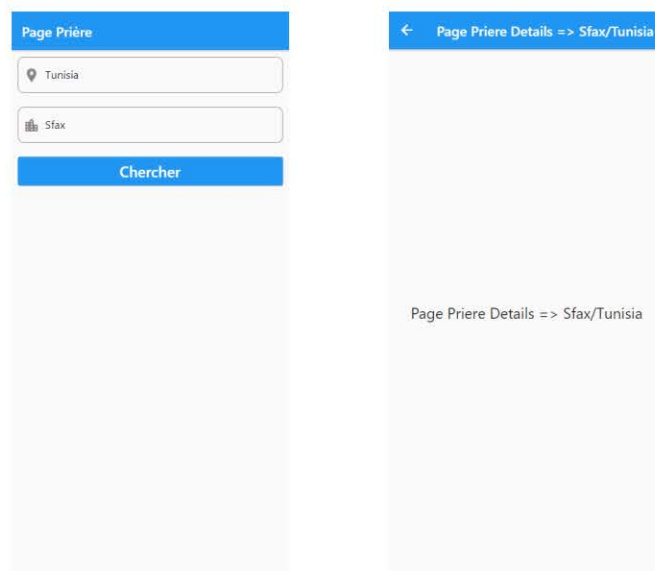 Page Prière
Tunisia
Sfax
Chercher
Page Priere Details => Sfax/Tunisia
Page Priere Details => Sfax/Tunisia